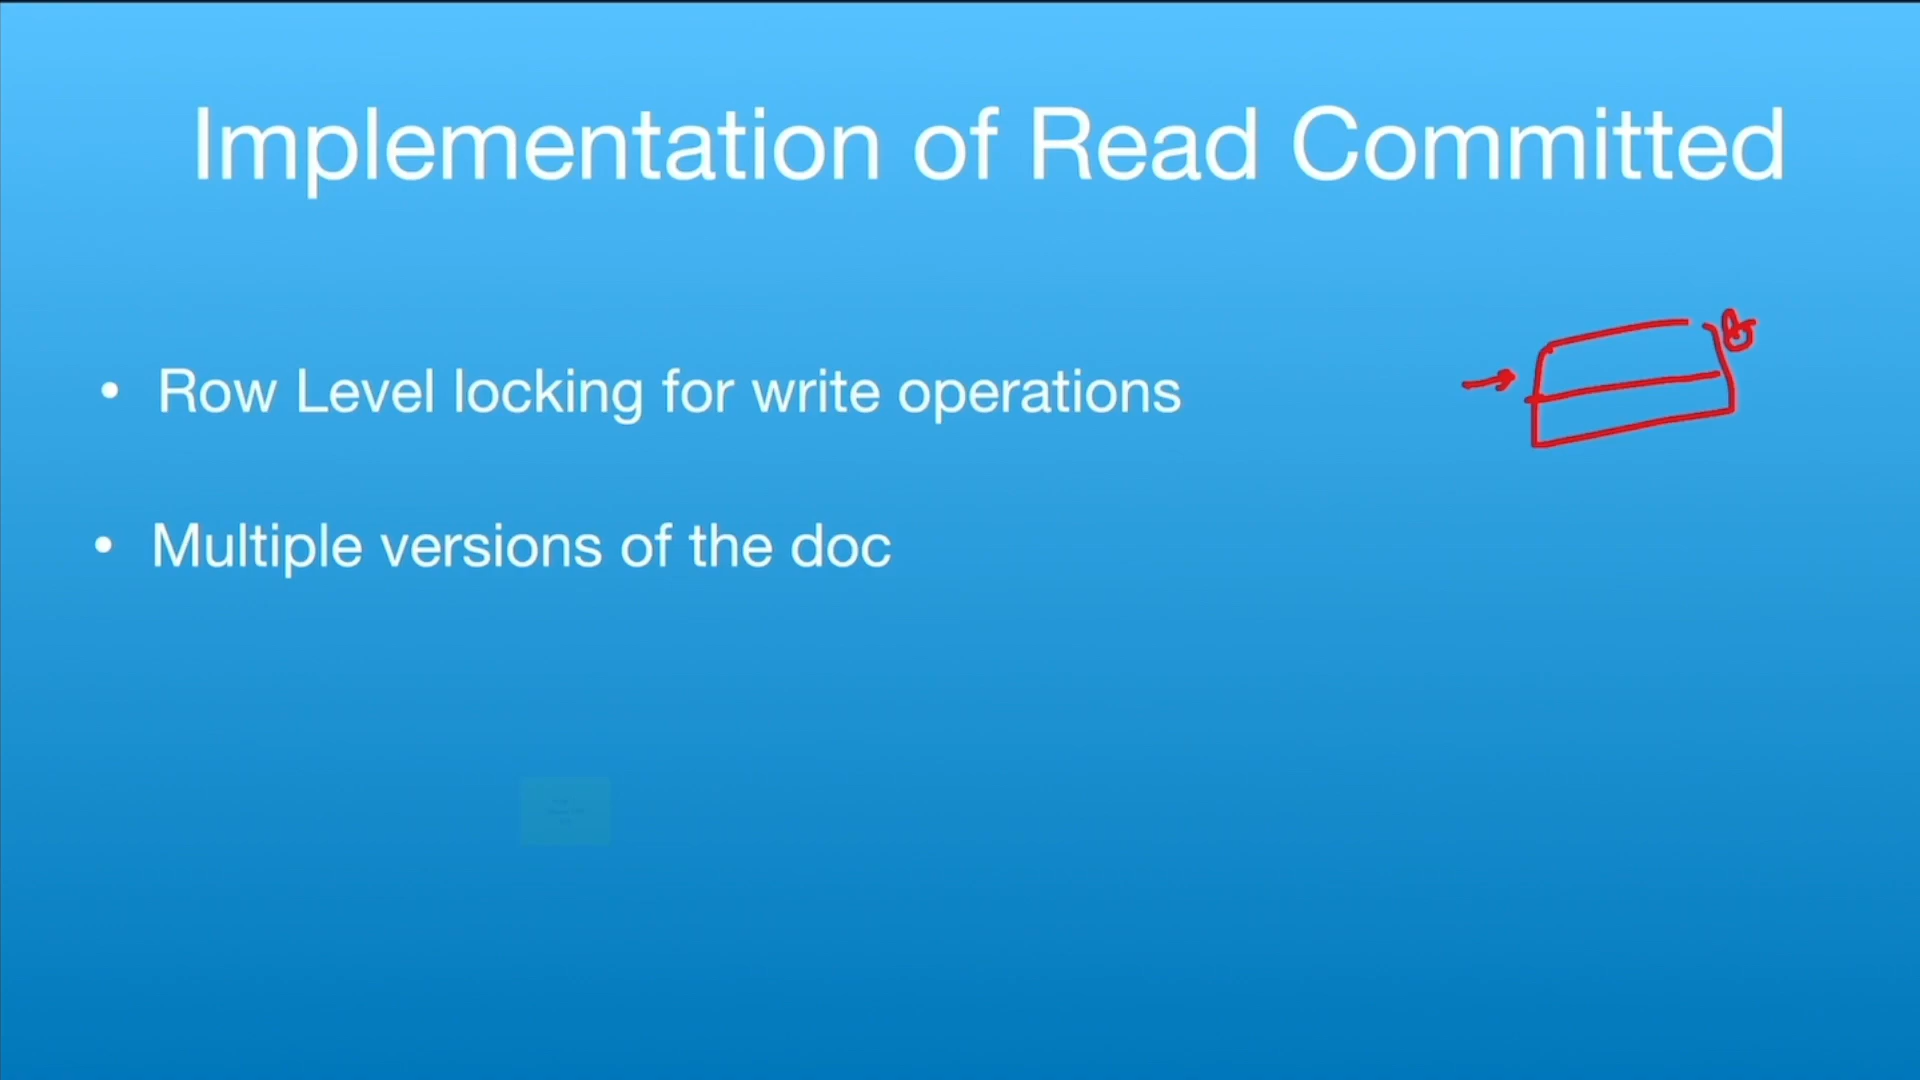 Implementation of Read Committed
• Row Level locking for write operations
• Multiple versions of the doc